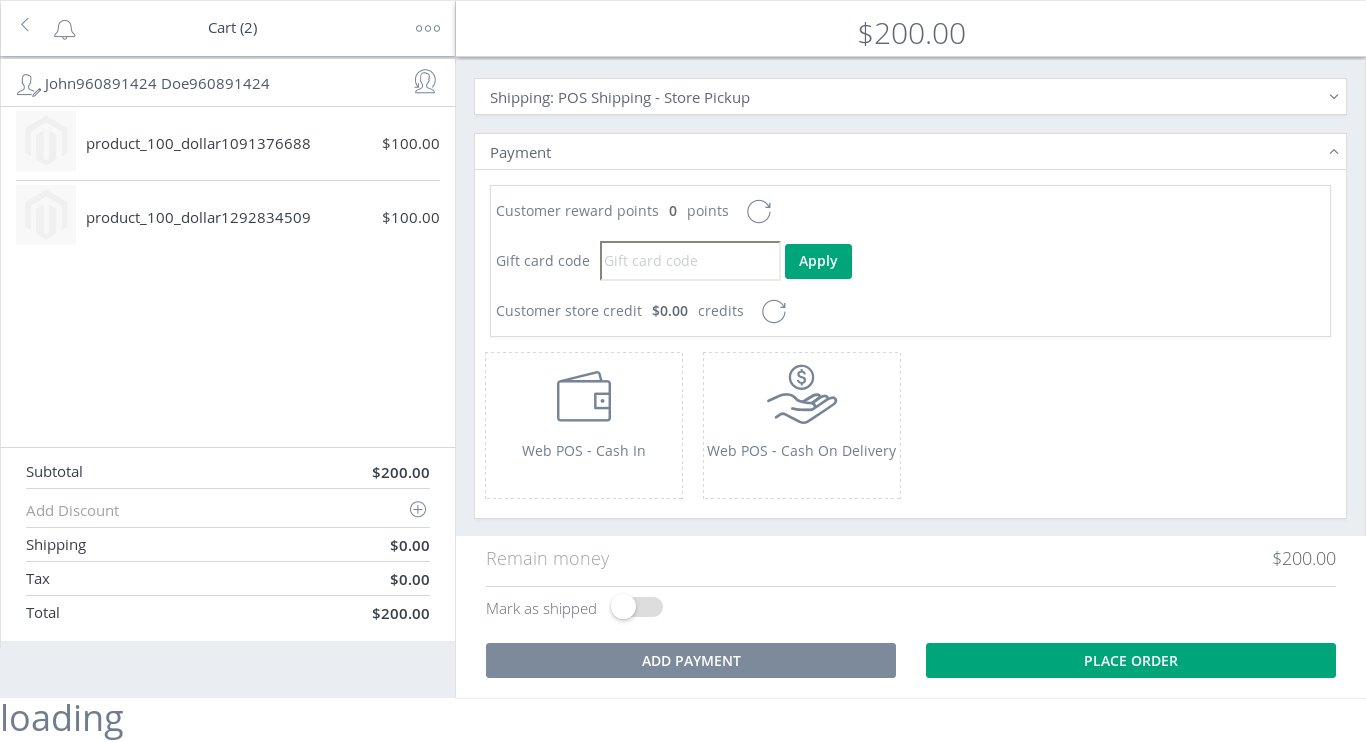 Cart (2)
John960891424 Doe960891424
product_100_dollar1091376688 $100.00
product_100_dollar1292834509 $100.00
Subtotal $200.00
Add Discount
Shipping $0.00
Tax $0.00
Total $200.00
$200.00
Shipping: POS Shipping - Store Pickup
Payment
Customer reward points 0 points
Gift card code Gift card code Apply
Customer store credit $0.00 credits
$
Web POS - Cash In Web POS - Cash On Delivery
Remain money $200.00
Mark as shipped
ADD PAYMENT PLACE ORDER
loading